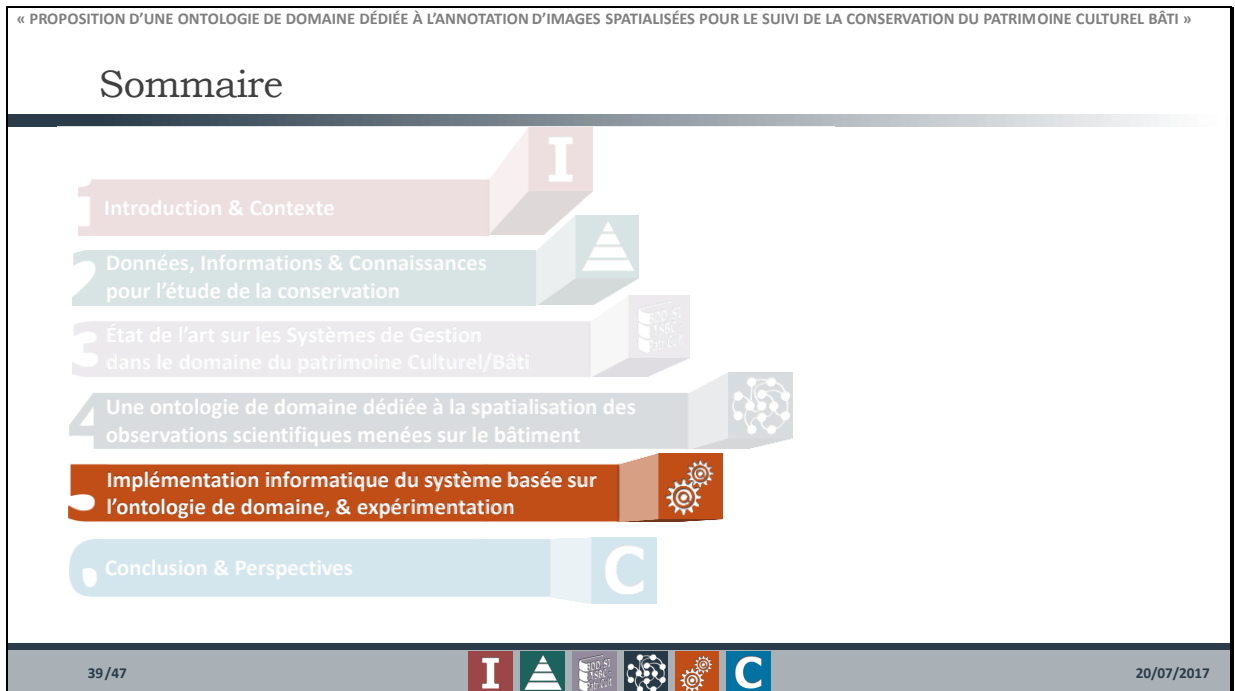 « PROPOSITION D'UNE ONTOLOGIE DE DOMAINE DÉDIÉE À L'ANNOTATION D'IMAGES SPATIALISÉES POUR LE SUIVI DE LA CONSERVATION DU PATRIMOINE CULTUREL BÂTI »
Sommaire
I
1 Introduction & Contexte
2 Données, Informations & Connaissances
pour l'étude de la conservation
3 État de l'art sur les Systèmes de Gestion
dans le domaine du patrimoine Culturel/Bâti
4 Une ontologie de domaine dédiée à la spatialisation des
observations scientifiques menées sur le bâtiment
5 Implémentation informatique du système basée sur
l'ontologie de domaine, & expérimentation
6 Conclusion & Perspectives
C
39/47
I
C
20/07/2017